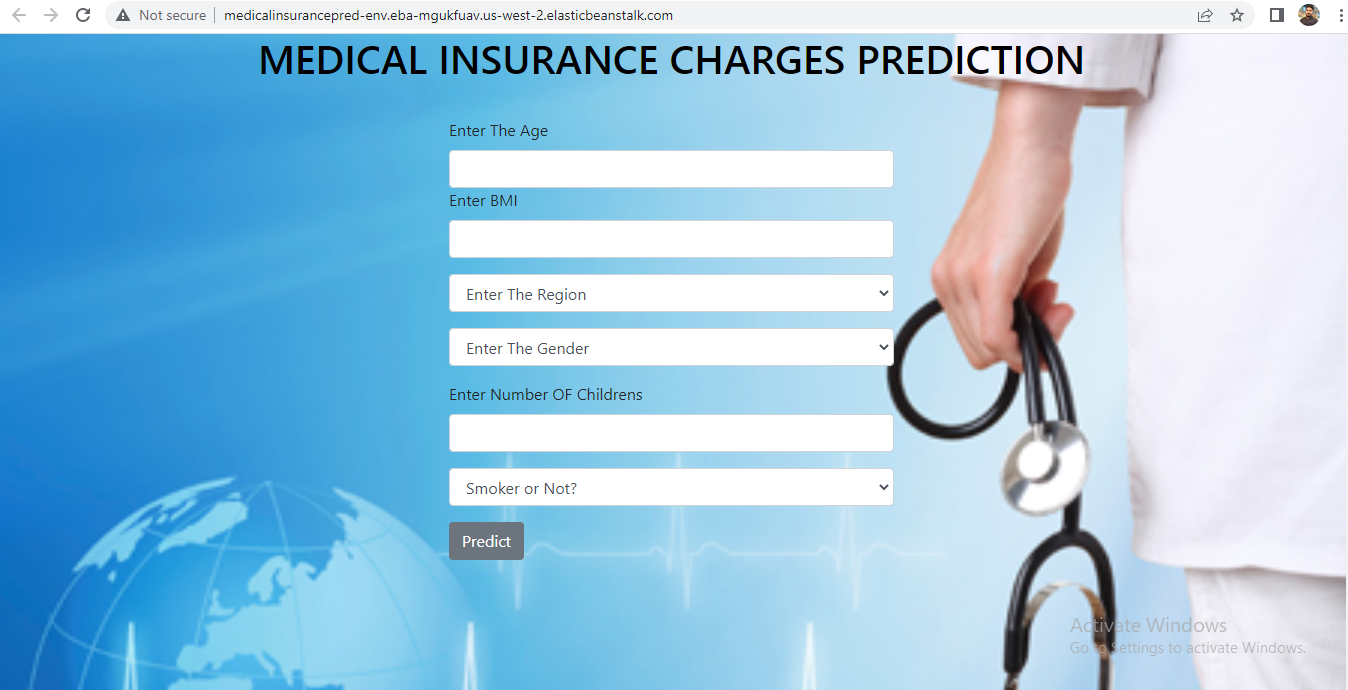 Not secure medicalinsurancepred-env.eba-mgukfuav.us-west-2.elasticbeanstalk.com
MEDICAL INSURANCE CHARGES PREDICTION
Enter The Age
Enter BMI
Enter The Region
Enter The Gender
Enter Number OF Childrens
Smoker or Not?
Predict
Activate Windows
Go to Settings to activate Windows.